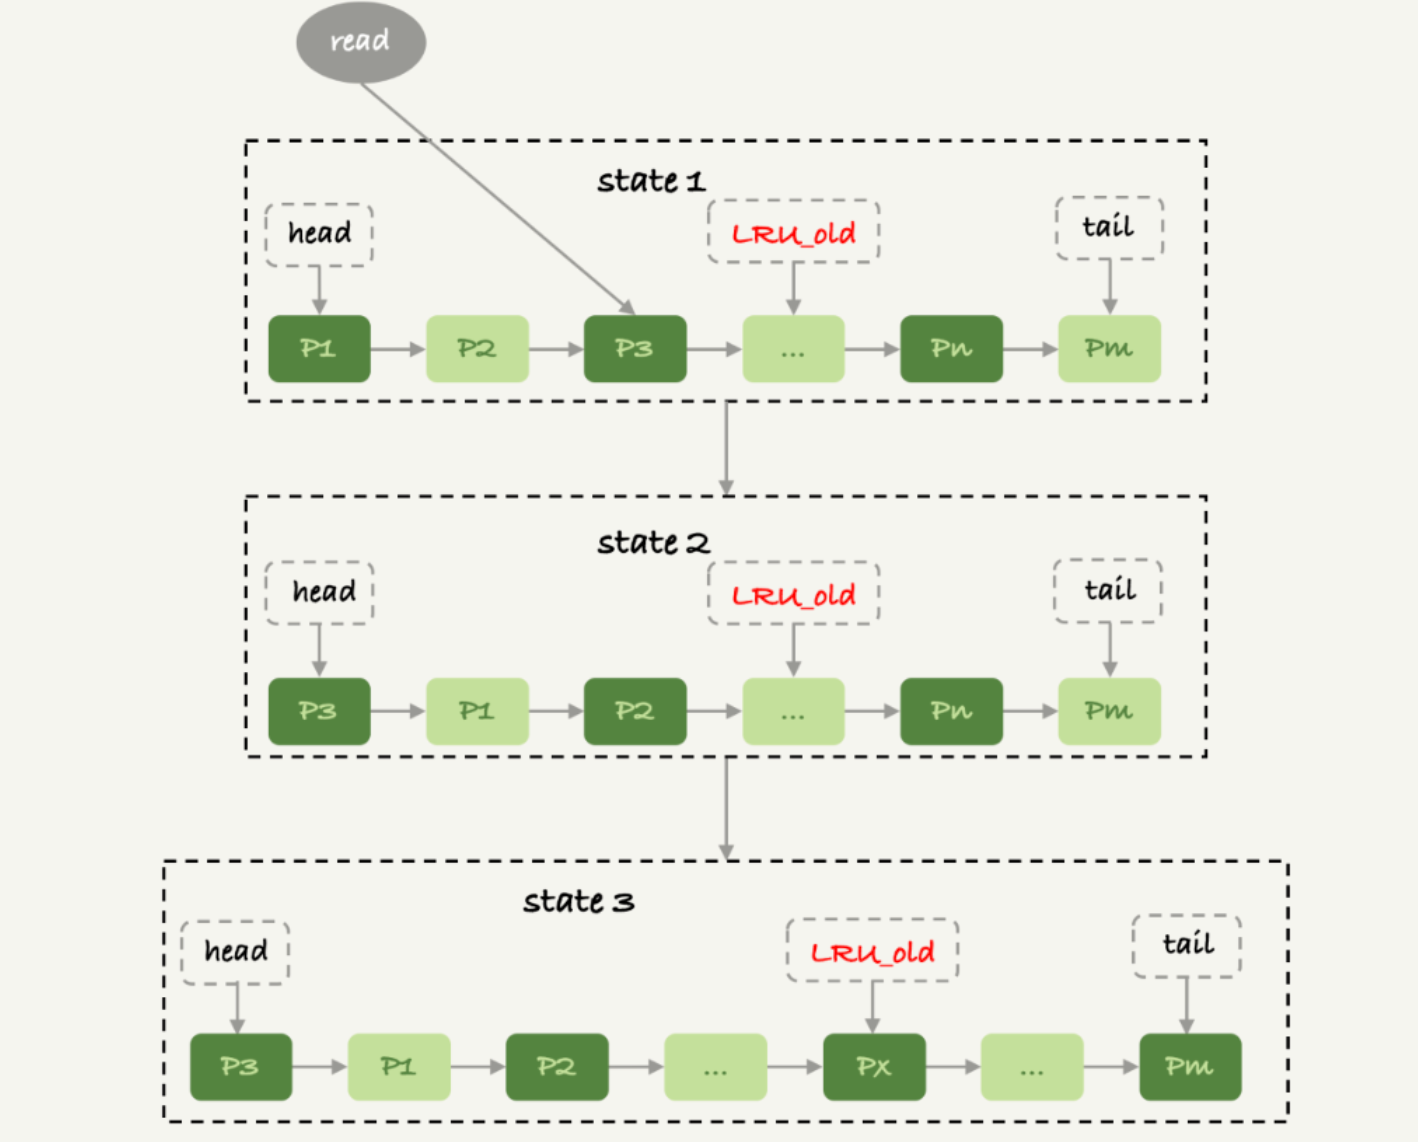 read
state 1
head
LRU_old
tail
P1
P2
P3
...
Pn
Pm
state 2
head
LRU_old
tail
P3
P1
P2
...
Pn
Pm
state 3
head
LRU_old
tail
P3
P1
P2
...
Px
...
Pm